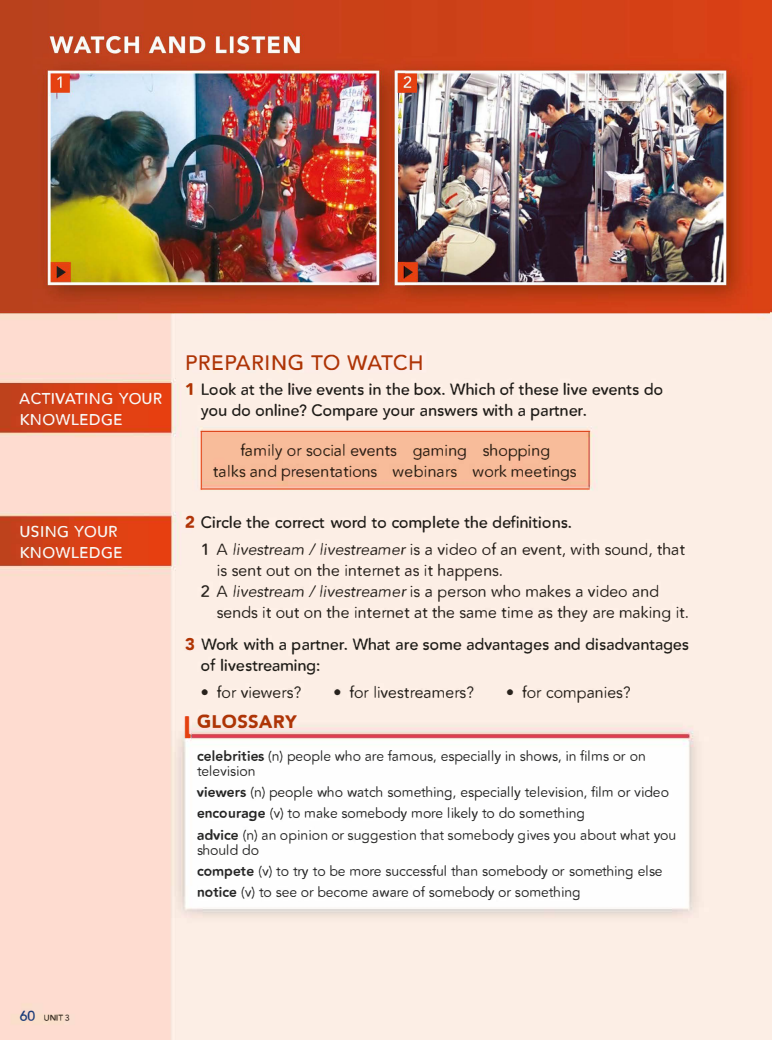 WATCH AND LISTEN
1
2
PREPARING TO WATCH
ACTIVATING YOUR
KNOWLEDGE
1 Look at the live events in the box. Which of these live events do
you do online? Compare your answers with a partner.
family or social events gaming shopping
talks and presentations webinars work meetings
USING YOUR
KNOWLEDGE
2 Circle the correct word to complete the definitions.
1 A livestream / livestreamer is a video of an event, with sound, that
is sent out on the internet as it happens.
2 A livestream / livestreamer is a person who makes a video and
sends it out on the internet at the same time as they are making it.
3 Work with a partner. What are some advantages and disadvantages
of livestreaming:
• for viewers? • for livestreamers? • for companies?
GLOSSARY
celebrities (n) people who are famous, especially in shows, in films or on
television
viewers (n) people who watch something, especially television, film or video
encourage (v) to make somebody more likely to do something
advice (n) an opinion or suggestion that somebody gives you about what you
should do
compete (v) to try to be more successful than somebody or something else
notice (v) to see or become aware of somebody or something
60 UNIT 3